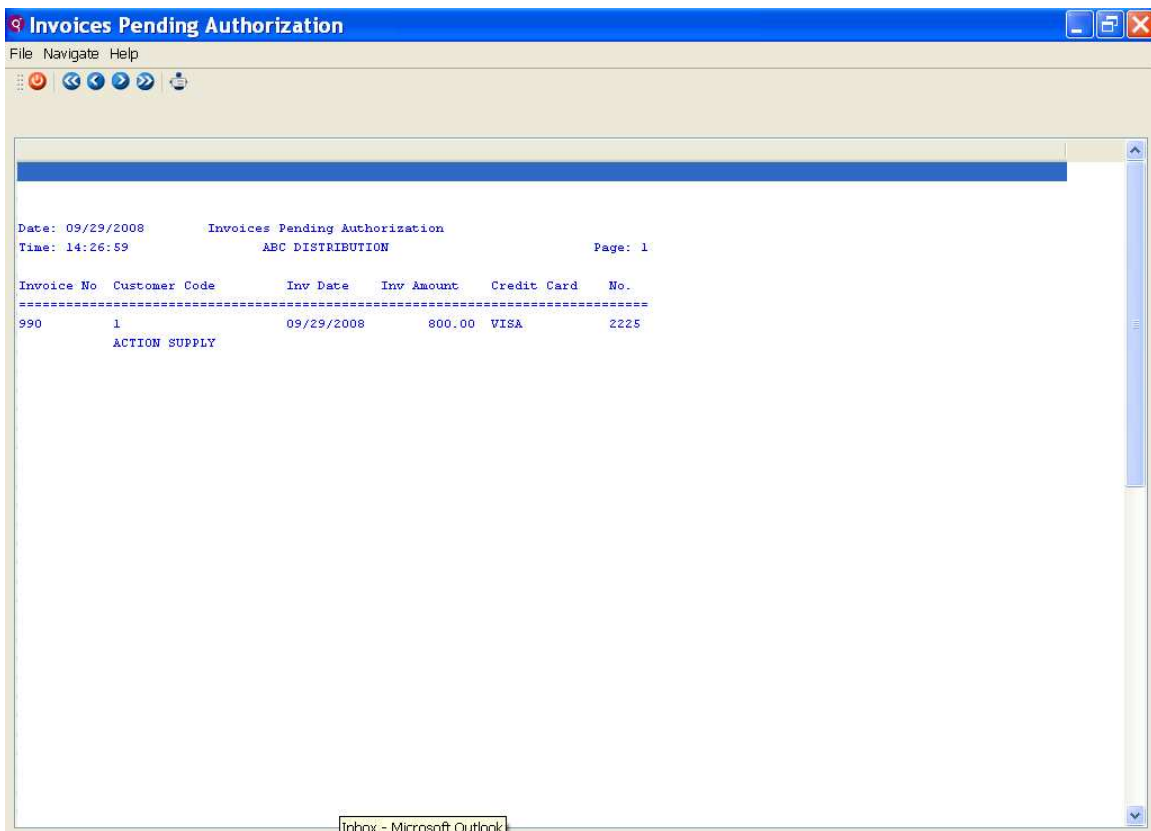 Invoices Pending Authorization
File Navigate Help
Date: 09/29/2008 Invoices Pending Authorization
Time: 14:26:59 ABC DISTRIBUTION Page: 1
Invoice No Customer Code Inv Date Inv Amount Credit Card No.
================================================================================
990 1 09/29/2008 800.00 VISA 2225
ACTION SUPPLY
Inbox - Microsoft Outlook